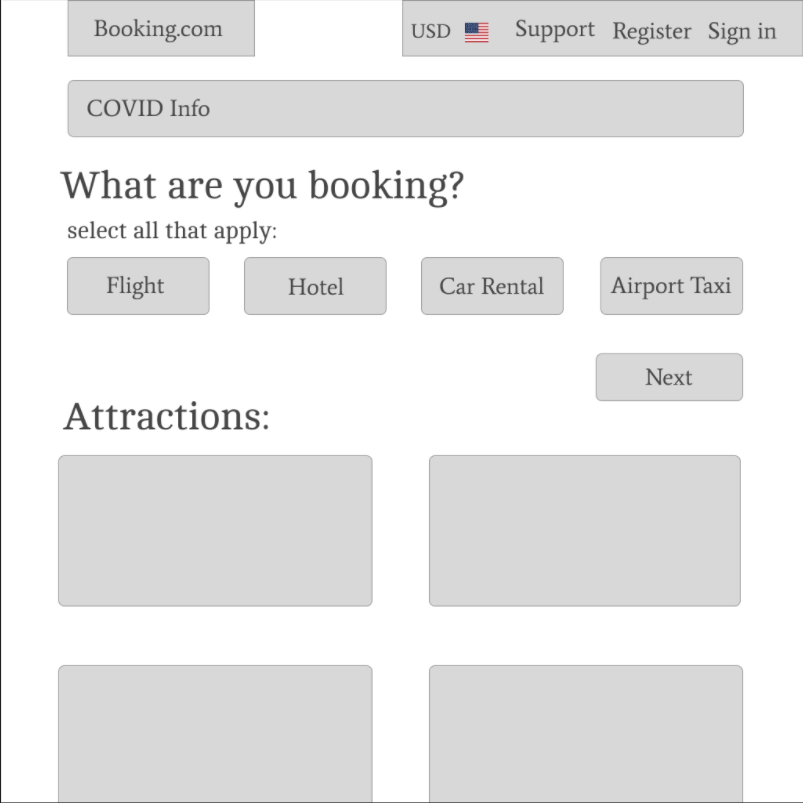 Booking.com
USD Support Register Sign in
COVID Info
What are you booking?
select all that apply:
Flight
Hotel
Car Rental
Airport Taxi
Next
Attractions: